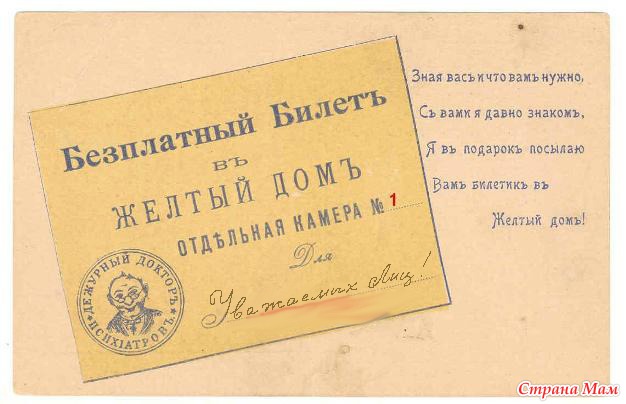 Безплатный Билетъ
въ
ЖЕЛТЫЙ ДОМЪ
ОТДѢЛЬНАЯ КАМЕРА № 1
Для
Уважаемых Лиц!
ДЕЖУРНЫЙ ДОКТОРЪ
ПСИХІАТРОВЪ
Зная васъ и что вамъ нужно,
Съ вами я давно знакомъ,
Я въ подарокъ посылаю
Вамъ билетикъ въ
Желтый домъ!
Страна Мам